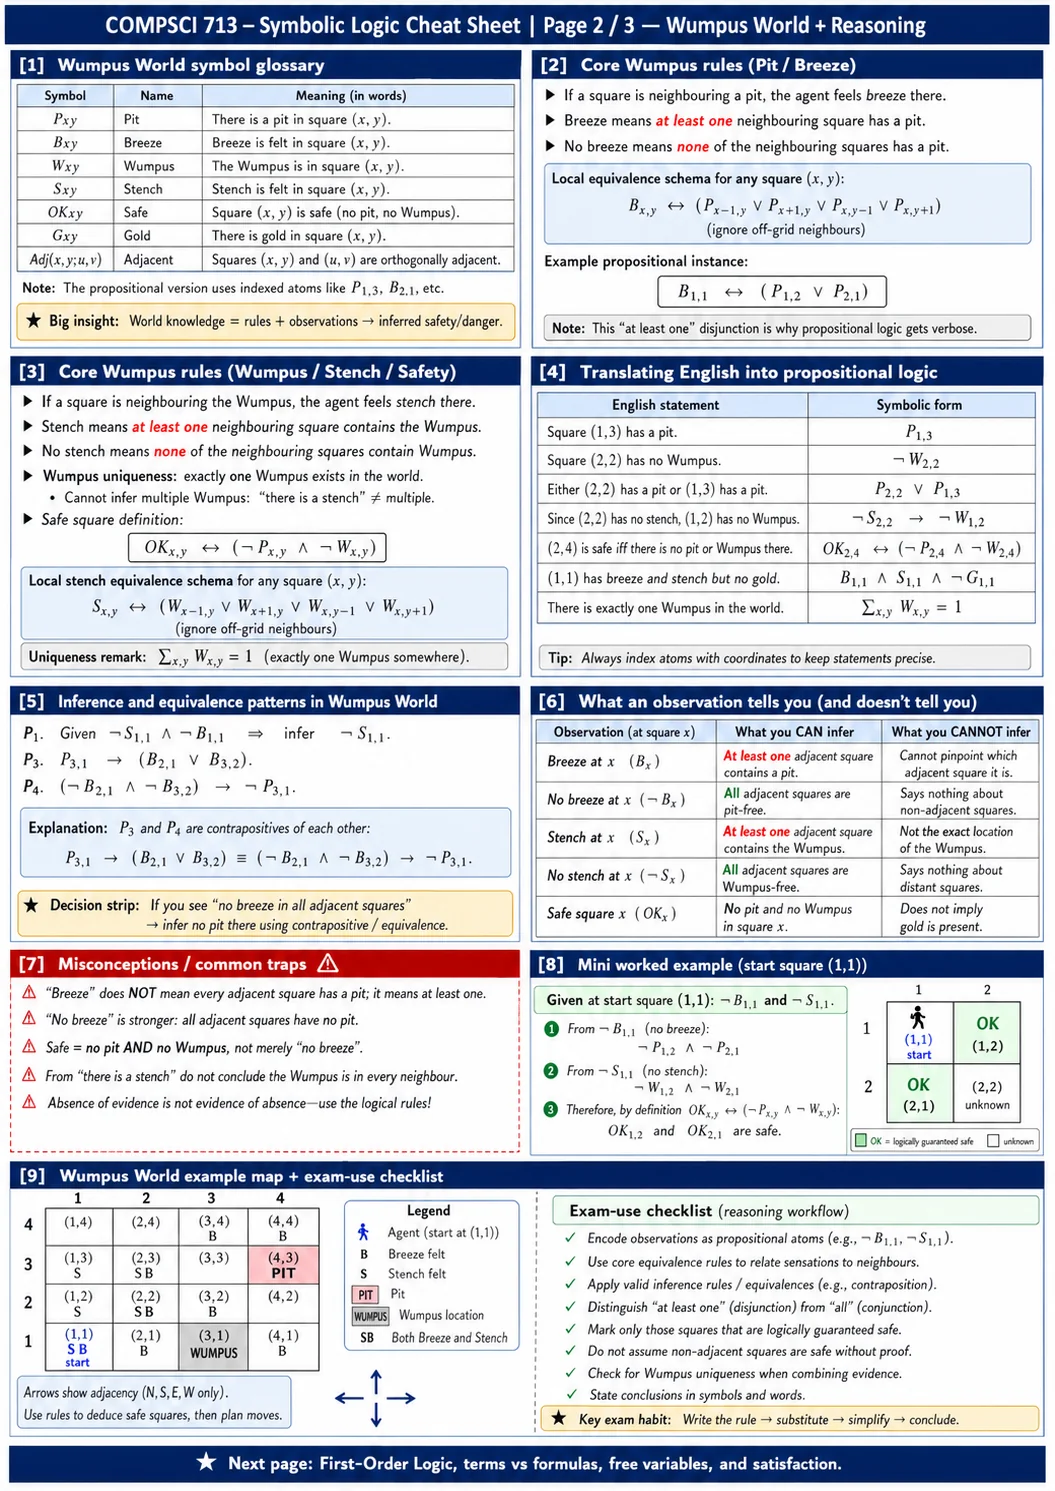 COMPSCI 713 – Symbolic Logic Cheat Sheet | Page 2 / 3 — Wumpus World + Reasoning
[1] Wumpus World symbol glossary
Symbol Name Meaning (in words)
Pxy Pit There is a pit in square (x, y).
Bxy Breeze Breeze is felt in square (x, y).
Wxy Wumpus The Wumpus is in square (x, y).
Sxy Stench Stench is felt in square (x, y).
OKxy Safe Square (x, y) is safe (no pit, no Wumpus).
Gxy Gold There is gold in square (x, y).
Adj(x,y;u,v) Adjacent Squares (x, y) and (u, v) are orthogonally adjacent.
Note: The propositional version uses indexed atoms like P₁,₃, B₂,₁, etc.
★ Big insight: World knowledge = rules + observations → inferred safety/danger.
[2] Core Wumpus rules (Pit / Breeze)
▶ If a square is neighbouring a pit, the agent feels breeze there.
▶ Breeze means at least one neighbouring square has a pit.
▶ No breeze means none of the neighbouring squares has a pit.
Local equivalence schema for any square (x, y):
B_x,y ↔ (P_x−1,y ∨ P_x+1,y ∨ P_x,y−1 ∨ P_x,y+1)
(ignore off-grid neighbours)
Example propositional instance:
B₁,₁ ↔ (P₁,₂ ∨ P₂,₁)
Note: This “at least one” disjunction is why propositional logic gets verbose.
[3] Core Wumpus rules (Wumpus / Stench / Safety)
▶ If a square is neighbouring the Wumpus, the agent feels stench there.
▶ Stench means at least one neighbouring square contains the Wumpus.
▶ No stench means none of the neighbouring squares contain Wumpus.
▶ Wumpus uniqueness: exactly one Wumpus exists in the world.
• Cannot infer multiple Wumpus: “there is a stench” ≠ multiple.
▶ Safe square definition:
OK_x,y ↔ (¬ P_x,y ∧ ¬ W_x,y)
Local stench equivalence schema for any square (x, y):
S_x,y ↔ (W_x−1,y ∨ W_x+1,y ∨ W_x,y−1 ∨ W_x,y+1)
(ignore off-grid neighbours)
Uniqueness remark: ∑_x,y W_x,y = 1 (exactly one Wumpus somewhere).
[4] Translating English into propositional logic
English statement Symbolic form
Square (1,3) has a pit. P₁,₃
Square (2,2) has no Wumpus. ¬ W₂,₂
Either (2,2) has a pit or (1,3) has a pit. P₂,₂ ∨ P₁,₃
Since (2,2) has no stench, (1,2) has no Wumpus. ¬ S₂,₂ → ¬ W₁,₂
(2,4) is safe iff there is no pit or Wumpus there. OK₂,₄ ↔ (¬ P₂,₄ ∧ ¬ W₂,₄)
(1,1) has breeze and stench but no gold. B₁,₁ ∧ S₁,₁ ∧ ¬ G₁,₁
There is exactly one Wumpus in the world. ∑_x,y W_x,y = 1
Tip: Always index atoms with coordinates to keep statements precise.
[5] Inference and equivalence patterns in Wumpus World
P₁. Given ¬ S₁,₁ ∧ ¬ B₁,₁ ⇒ infer ¬ S₁,₁.
P₃. P₃,₁ → (B₂,₁ ∨ B₃,₂).
P₄. (¬ B₂,₁ ∧ ¬ B₃,₂) → ¬ P₃,₁.
Explanation: P₃ and P₄ are contrapositives of each other:
P₃,₁ → (B₂,₁ ∨ B₃,₂) ≡ (¬ B₂,₁ ∧ ¬ B₃,₂) → ¬ P₃,₁.
★ Decision strip: If you see “no breeze in all adjacent squares”
→ infer no pit there using contrapositive / equivalence.
[6] What an observation tells you (and doesn’t tell you)
Observation (at square x) What you CAN infer What you CANNOT infer
Breeze at x (Bₓ) At least one adjacent square contains a pit. Cannot pinpoint which adjacent square it is.
No breeze at x (¬ Bₓ) All adjacent squares are pit-free. Says nothing about non-adjacent squares.
Stench at x (Sₓ) At least one adjacent square contains the Wumpus. Not the exact location of the Wumpus.
No stench at x (¬ Sₓ) All adjacent squares are Wumpus-free. Says nothing about distant squares.
Safe square x (OKₓ) No pit and no Wumpus in square x. Does not imply gold is present.
[7] Misconceptions / common traps ⚠
⚠ “Breeze” does NOT mean every adjacent square has a pit; it means at least one.
⚠ “No breeze” is stronger: all adjacent squares have no pit.
⚠ Safe = no pit AND no Wumpus, not merely “no breeze”.
⚠ From “there is a stench” do not conclude the Wumpus is in every neighbour.
⚠ Absence of evidence is not evidence of absence—use the logical rules!
[8] Mini worked example (start square (1,1))
Given at start square (1,1): ¬ B₁,₁ and ¬ S₁,₁.
1 From ¬ B₁,₁ (no breeze):
¬ P₁,₂ ∧ ¬ P₂,₁
2 From ¬ S₁,₁ (no stench):
¬ W₁,₂ ∧ ¬ W₂,₁
3 Therefore, by definition OK_x,y ↔ (¬ P_x,y ∧ ¬ W_x,y):
OK₁,₂ and OK₂,₁ are safe.
1 2
1 (1,1) start OK (1,2)
2 OK (2,1) (2,2) unknown
OK = logically guaranteed safe unknown
[9] Wumpus World example map + exam-use checklist
1 2 3 4
4 (1,4) (2,4) (3,4) B (4,4) B
3 (1,3) S (2,3) S B (3,3) (4,3) PIT
2 (1,2) S (2,2) S B (3,2) B (4,2)
1 (1,1) S B start (2,1) B (3,1) WUMPUS (4,1) B
Arrows show adjacency (N, S, E, W only).
Use rules to deduce safe squares, then plan moves.
Legend
Agent (start at (1,1))
B Breeze felt
S Stench felt
PIT Pit
WUMPUS Wumpus location
SB Both Breeze and Stench
Exam-use checklist (reasoning workflow)
✓ Encode observations as propositional atoms (e.g., ¬ B₁,₁, ¬ S₁,₁).
✓ Use core equivalence rules to relate sensations to neighbours.
✓ Apply valid inference rules / equivalences (e.g., contraposition).
✓ Distinguish “at least one” (disjunction) from “all” (conjunction).
✓ Mark only those squares that are logically guaranteed safe.
✓ Do not assume non-adjacent squares are safe without proof.
✓ Check for Wumpus uniqueness when combining evidence.
✓ State conclusions in symbols and words.
★ Key exam habit: Write the rule → substitute → simplify → conclude.
★ Next page: First-Order Logic, terms vs formulas, free variables, and satisfaction.